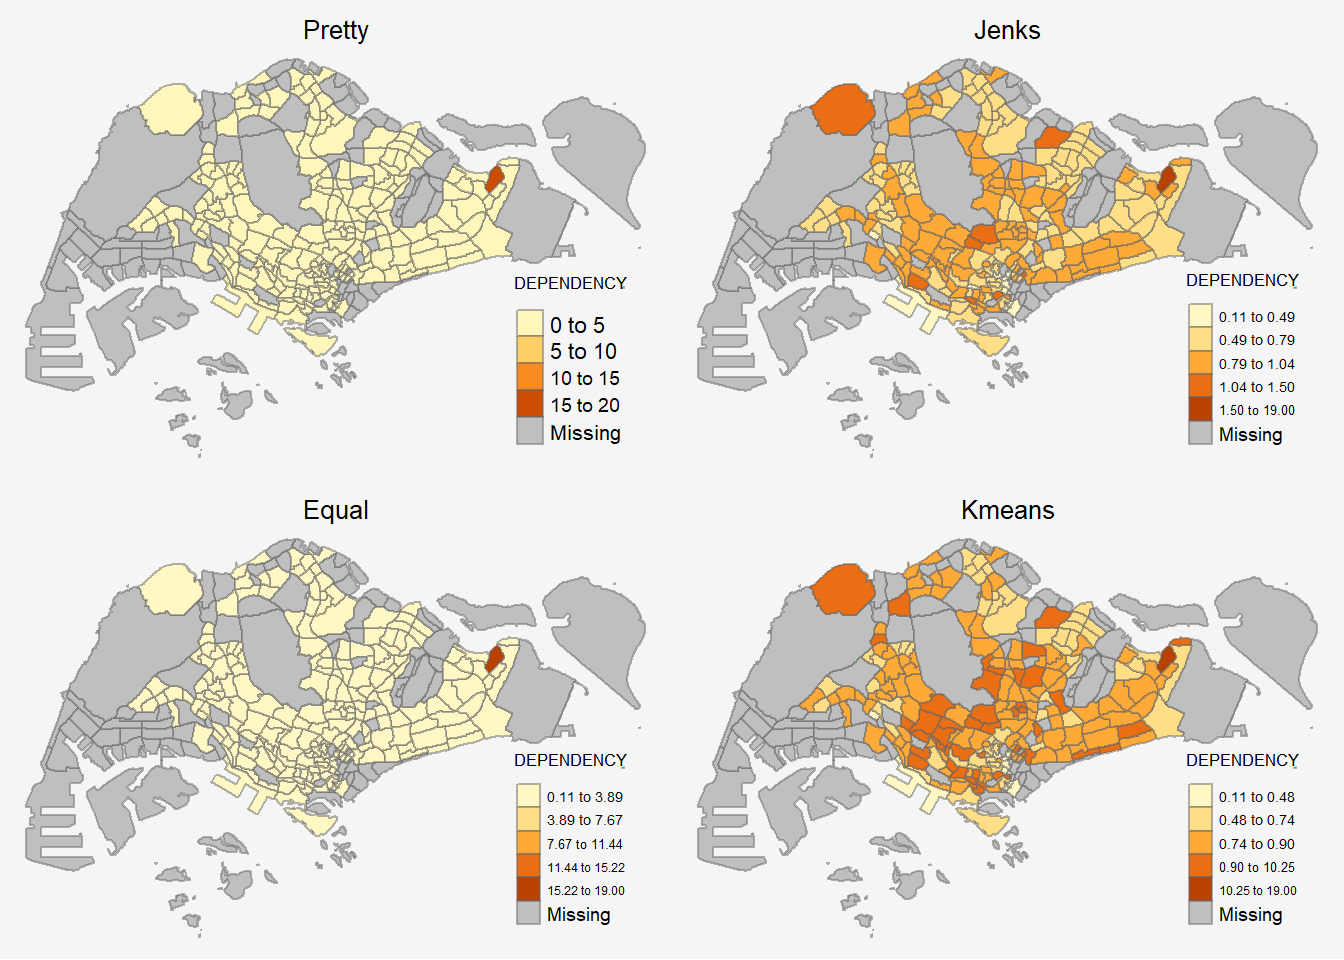 Pretty
DEPENDENCY
0 to 5
5 to 10
10 to 15
15 to 20
Missing
Jenks
DEPENDENCY
0.11 to 0.49
0.49 to 0.79
0.79 to 1.04
1.04 to 1.50
1.50 to 19.00
Missing
Equal
DEPENDENCY
0.11 to 3.89
3.89 to 7.67
7.67 to 11.44
11.44 to 15.22
15.22 to 19.00
Missing
Kmeans
DEPENDENCY
0.11 to 0.48
0.48 to 0.74
0.74 to 0.90
0.90 to 10.25
10.25 to 19.00
Missing